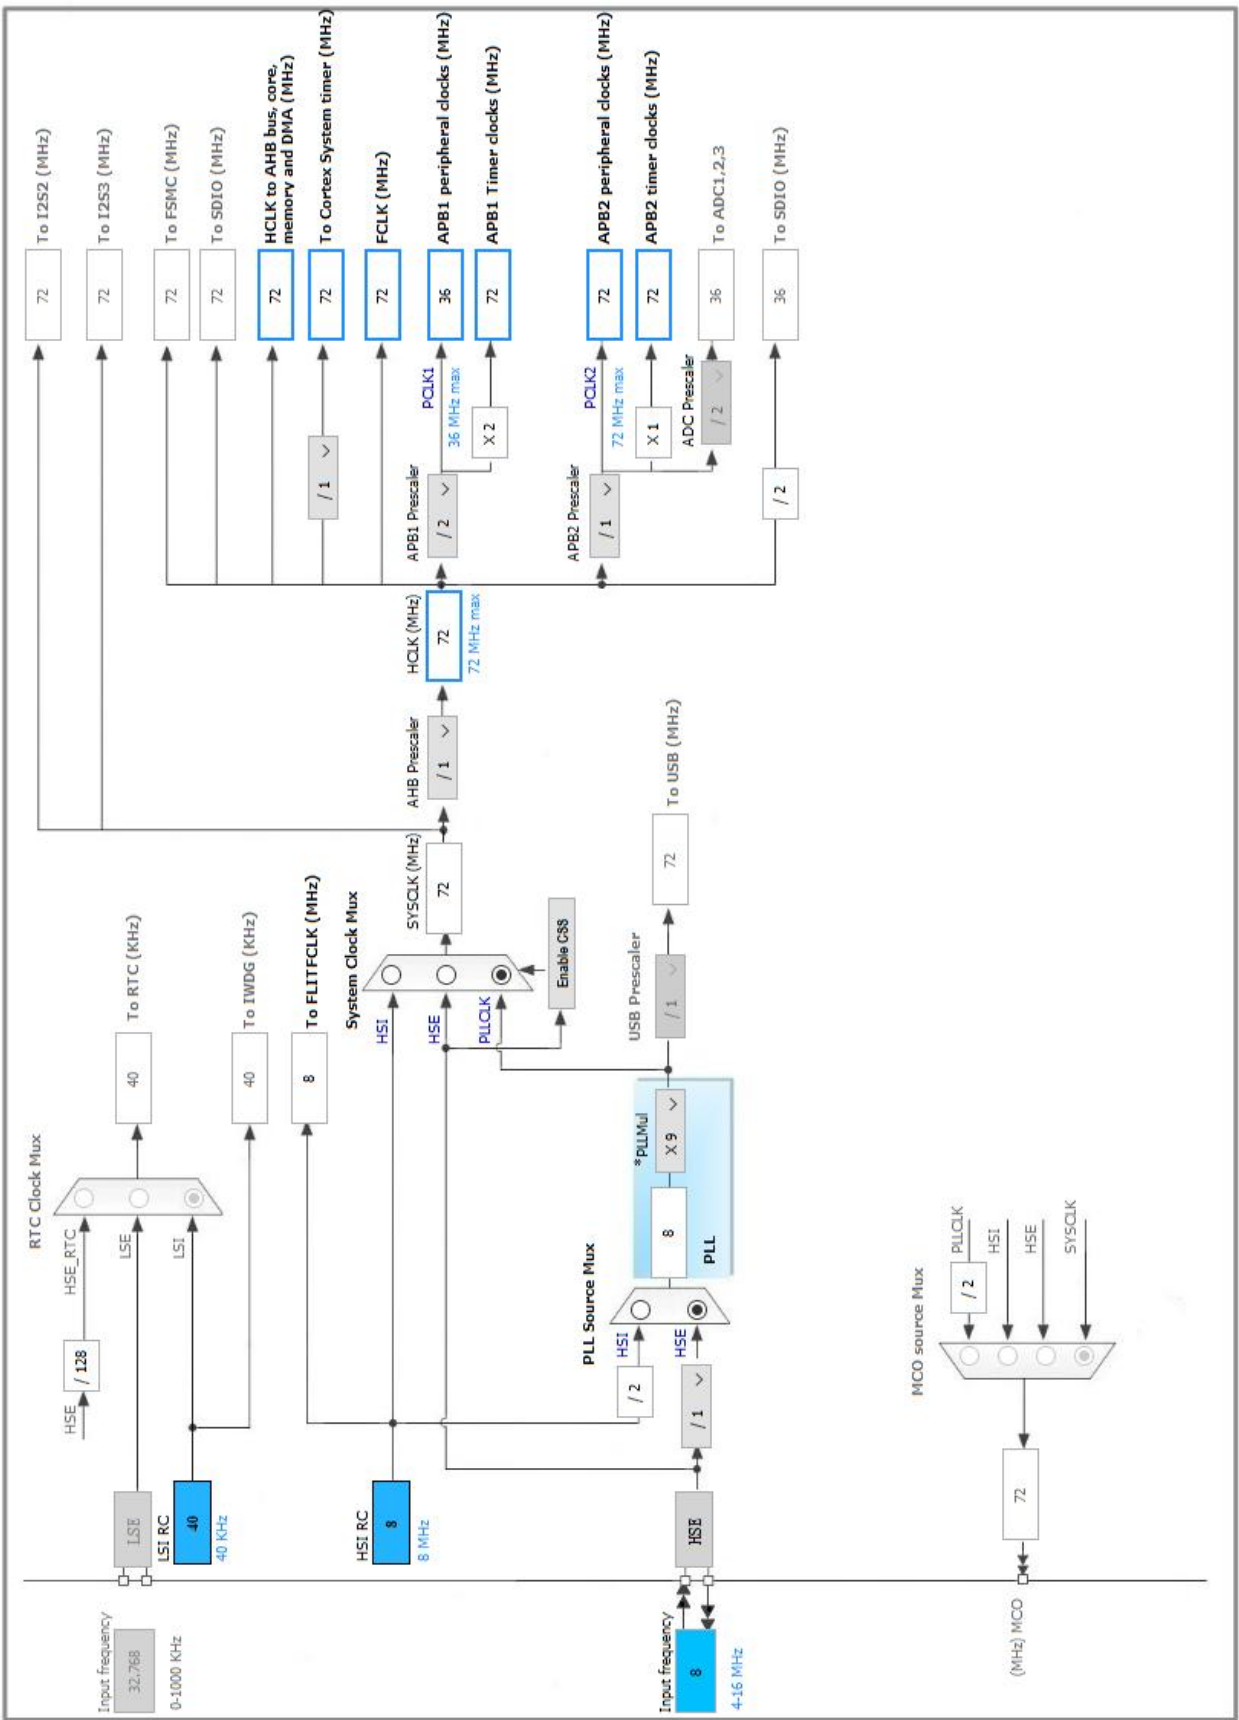 Input frequency
32.768
0-1000 KHz
LSE
LSI RC
40
40 KHz
HSE
/ 128
HSE_RTC
LSE
LSI
RTC Clock Mux
40
To RTC (KHz)
40
To IWDG (KHz)
8
To FLITFCLK (MHz)
HSI RC
8
8 MHz
System Clock Mux
HSI
HSE
PLLCLK
Enable CSS
SYSCLK (MHz)
72
AHB Prescaler
/ 1
HCLK (MHz)
72
72 MHz max
72
To I2S2 (MHz)
72
To I2S3 (MHz)
72
To FSMC (MHz)
72
To SDIO (MHz)
72
HCLK to AHB bus, core,
memory and DMA (MHz)
/ 1
72
To Cortex System timer (MHz)
72
FCLK (MHz)
APB1 Prescaler
/ 2
PCLK1
36 MHz max
36
APB1 peripheral clocks (MHz)
X 2
72
APB1 Timer clocks (MHz)
APB2 Prescaler
/ 1
PCLK2
72 MHz max
72
APB2 peripheral clocks (MHz)
X 1
72
APB2 timer clocks (MHz)
ADC Prescaler
/ 2
36
To ADC1,2,3
/ 2
36
To SDIO (MHz)
Input frequency
8
4-16 MHz
HSE
/ 2
/ 1
PLL Source Mux
HSI
HSE
8
*PLLMul
X 9
PLL
USB Prescaler
/ 1
72
To USB (MHz)
(MHz) MCO
72
MCO source Mux
/ 2
PLLCLK
HSI
HSE
SYSCLK